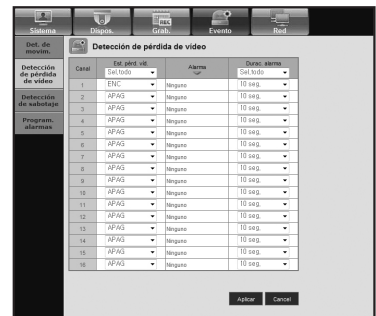 Sistema Dispos. Grab. Evento Red
REC
Det. de movim.
Detección de pérdida de vídeo
Detección de sabotaje
Program. alarmas
Detección de pérdida de vídeo
Canal Est. pérd. víd. Alarma Durac. alarma
Sel.todo Sel.todo
1 ENC Ninguno 10 seg.
2 APAG Ninguno 10 seg.
3 APAG Ninguno 10 seg.
4 APAG Ninguno 10 seg.
5 APAG Ninguno 10 seg.
6 APAG Ninguno 10 seg.
7 APAG Ninguno 10 seg.
8 APAG Ninguno 10 seg.
9 APAG Ninguno 10 seg.
10 APAG Ninguno 10 seg.
11 APAG Ninguno 10 seg.
12 APAG Ninguno 10 seg.
13 APAG Ninguno 10 seg.
14 APAG Ninguno 10 seg.
15 APAG Ninguno 10 seg.
16 APAG Ninguno 10 seg.
Aplicar Cancel